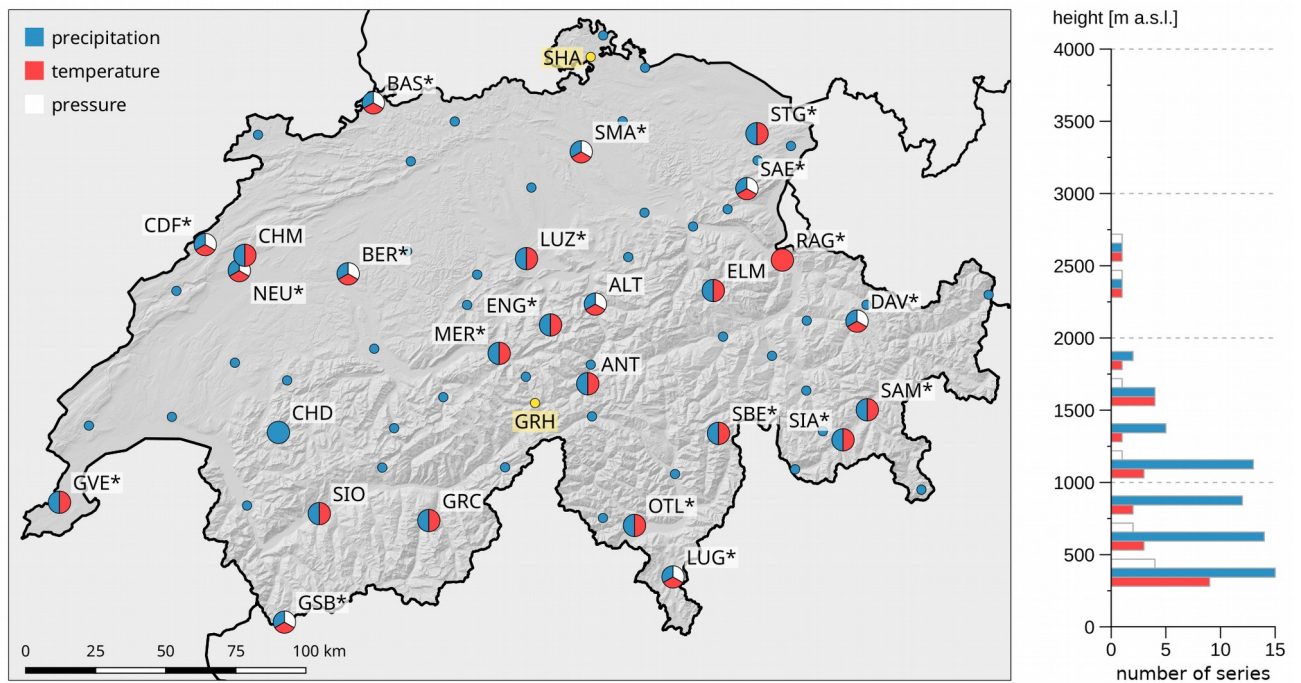 height [m a.s.l.]
precipitation
temperature
pressure
SHA
BAS*
STG*
SMA*
SAE*
CDF*
CHM
LUZ*
RAG*
BER*
ELM
NEU*
ALT
ENG*
DAV*
MER*
ANT
SAM*
CHD
GRH
SBE*
SIA*
GVE*
SIO
GRC
OTL*
LUG*
GSB*
0 25 50 75 100 km
4000
3500
3000
2500
2000
1500
1000
500
0
0 5 10 15
number of series